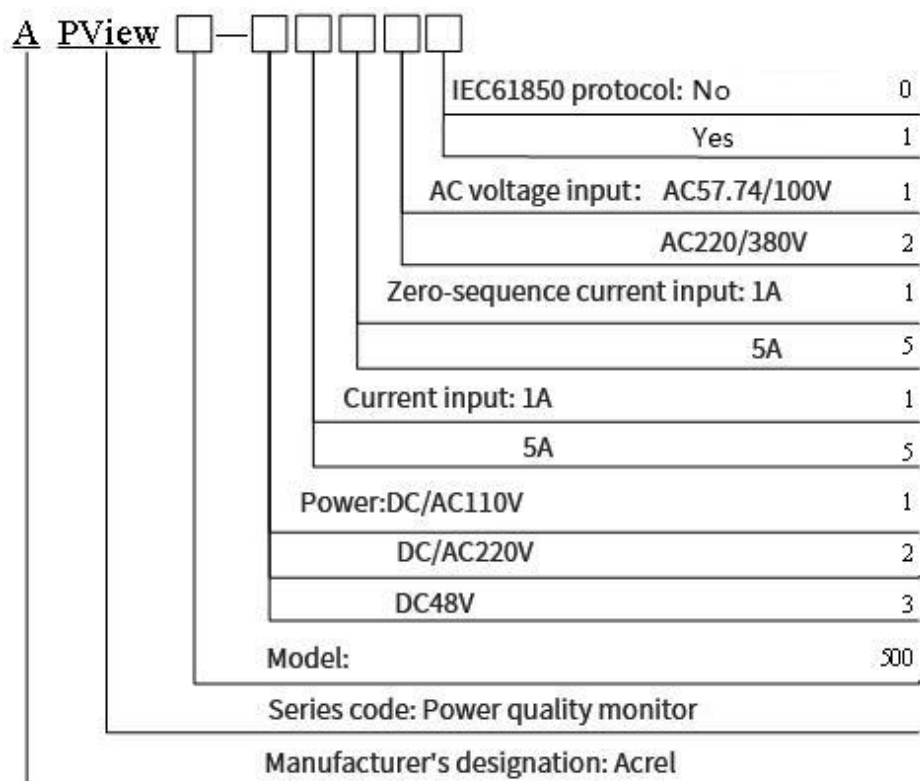 A PView □—□□□□□
IEC61850 protocol: No 0
Yes 1
AC voltage input: AC57.74/100V 1
AC220/380V 2
Zero-sequence current input: 1A 1
5A 5
Current input: 1A 1
5A 5
Power:DC/AC110V 1
DC/AC220V 2
DC48V 3
Model: 500
Series code: Power quality monitor
Manufacturer's designation: Acrel